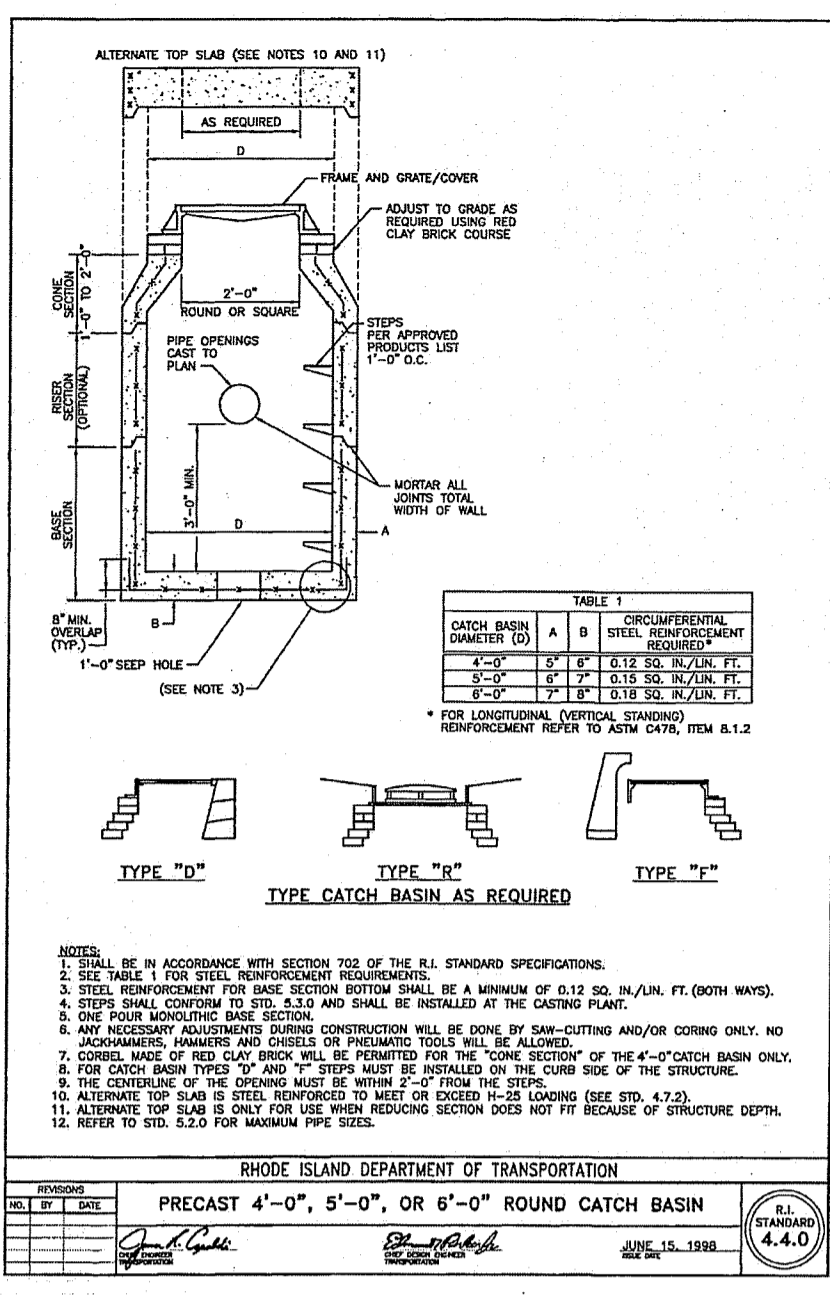 ALTERNATE TOP SLAB (SEE NOTES 10 AND 11)
AS REQUIRED
D
FRAME AND GRATE/COVER
ADJUST TO GRADE AS
REQUIRED USING RED
CLAY BRICK COURSE
CONE
SECTION
1'-0" TO 2'-0"
2'-0"
ROUND OR SQUARE
STEPS
PER APPROVED
PRODUCTS LIST
1'-0" O.C.
PIPE OPENINGS
CAST TO
PLAN
RISER
SECTION
(OPTIONAL)
MORTAR ALL
JOINTS TOTAL
WIDTH OF WALL
3'-0" MIN.
D
A
BASE
SECTION
8" MIN.
OVERLAP
(TYP.)
B
1'-0" SEEP HOLE
(SEE NOTE 3)
TABLE 1
CATCH BASIN DIAMETER (D) A B CIRCUMFERENTIAL STEEL REINFORCEMENT REQUIRED*
4'-0" 5" 6" 0.12 SQ. IN./LIN. FT.
5'-0" 6" 7" 0.15 SQ. IN./LIN. FT.
6'-0" 7" 8" 0.18 SQ. IN./LIN. FT.
* FOR LONGITUDINAL (VERTICAL STANDING)
REINFORCEMENT REFER TO ASTM C478, ITEM 8.1.2
TYPE "D"
TYPE "R"
TYPE "F"
TYPE CATCH BASIN AS REQUIRED
NOTES:
1. SHALL BE IN ACCORDANCE WITH SECTION 702 OF THE R.I. STANDARD SPECIFICATIONS.
2. SEE TABLE 1 FOR STEEL REINFORCEMENT REQUIREMENTS.
3. STEEL REINFORCEMENT FOR BASE SECTION BOTTOM SHALL BE A MINIMUM OF 0.12 SQ. IN./LIN. FT. (BOTH WAYS).
4. STEPS SHALL CONFORM TO STD. 5.3.0 AND SHALL BE INSTALLED AT THE CASTING PLANT.
5. ONE POUR MONOLITHIC BASE SECTION.
6. ANY NECESSARY ADJUSTMENTS DURING CONSTRUCTION WILL BE DONE BY SAW-CUTTING AND/OR CORING ONLY. NO
JACKHAMMERS, HAMMERS AND CHISELS OR PNEUMATIC TOOLS WILL BE ALLOWED.
7. CORBEL MADE OF RED CLAY BRICK WILL BE PERMITTED FOR THE "CONE SECTION" OF THE 4'-0" CATCH BASIN ONLY.
8. FOR CATCH BASIN TYPES "D" AND "F" STEPS MUST BE INSTALLED ON THE CURB SIDE OF THE STRUCTURE.
9. THE CENTERLINE OF THE OPENING MUST BE WITHIN 2'-0" FROM THE STEPS.
10. ALTERNATE TOP SLAB IS STEEL REINFORCED TO MEET OR EXCEED H-25 LOADING (SEE STD. 4.7.2).
11. ALTERNATE TOP SLAB IS ONLY FOR USE WHEN REDUCING SECTION DOES NOT FIT BECAUSE OF STRUCTURE DEPTH.
12. REFER TO STD. 5.2.0 FOR MAXIMUM PIPE SIZES.
RHODE ISLAND DEPARTMENT OF TRANSPORTATION
REVISIONS
NO. BY DATE
PRECAST 4'-0", 5'-0", OR 6'-0" ROUND CATCH BASIN
CHIEF ENGINEER
TRANSPORTATION
CHIEF DESIGN ENGINEER
TRANSPORTATION
JUNE 15, 1998
ISSUE DATE
R.I.
STANDARD
4.4.0